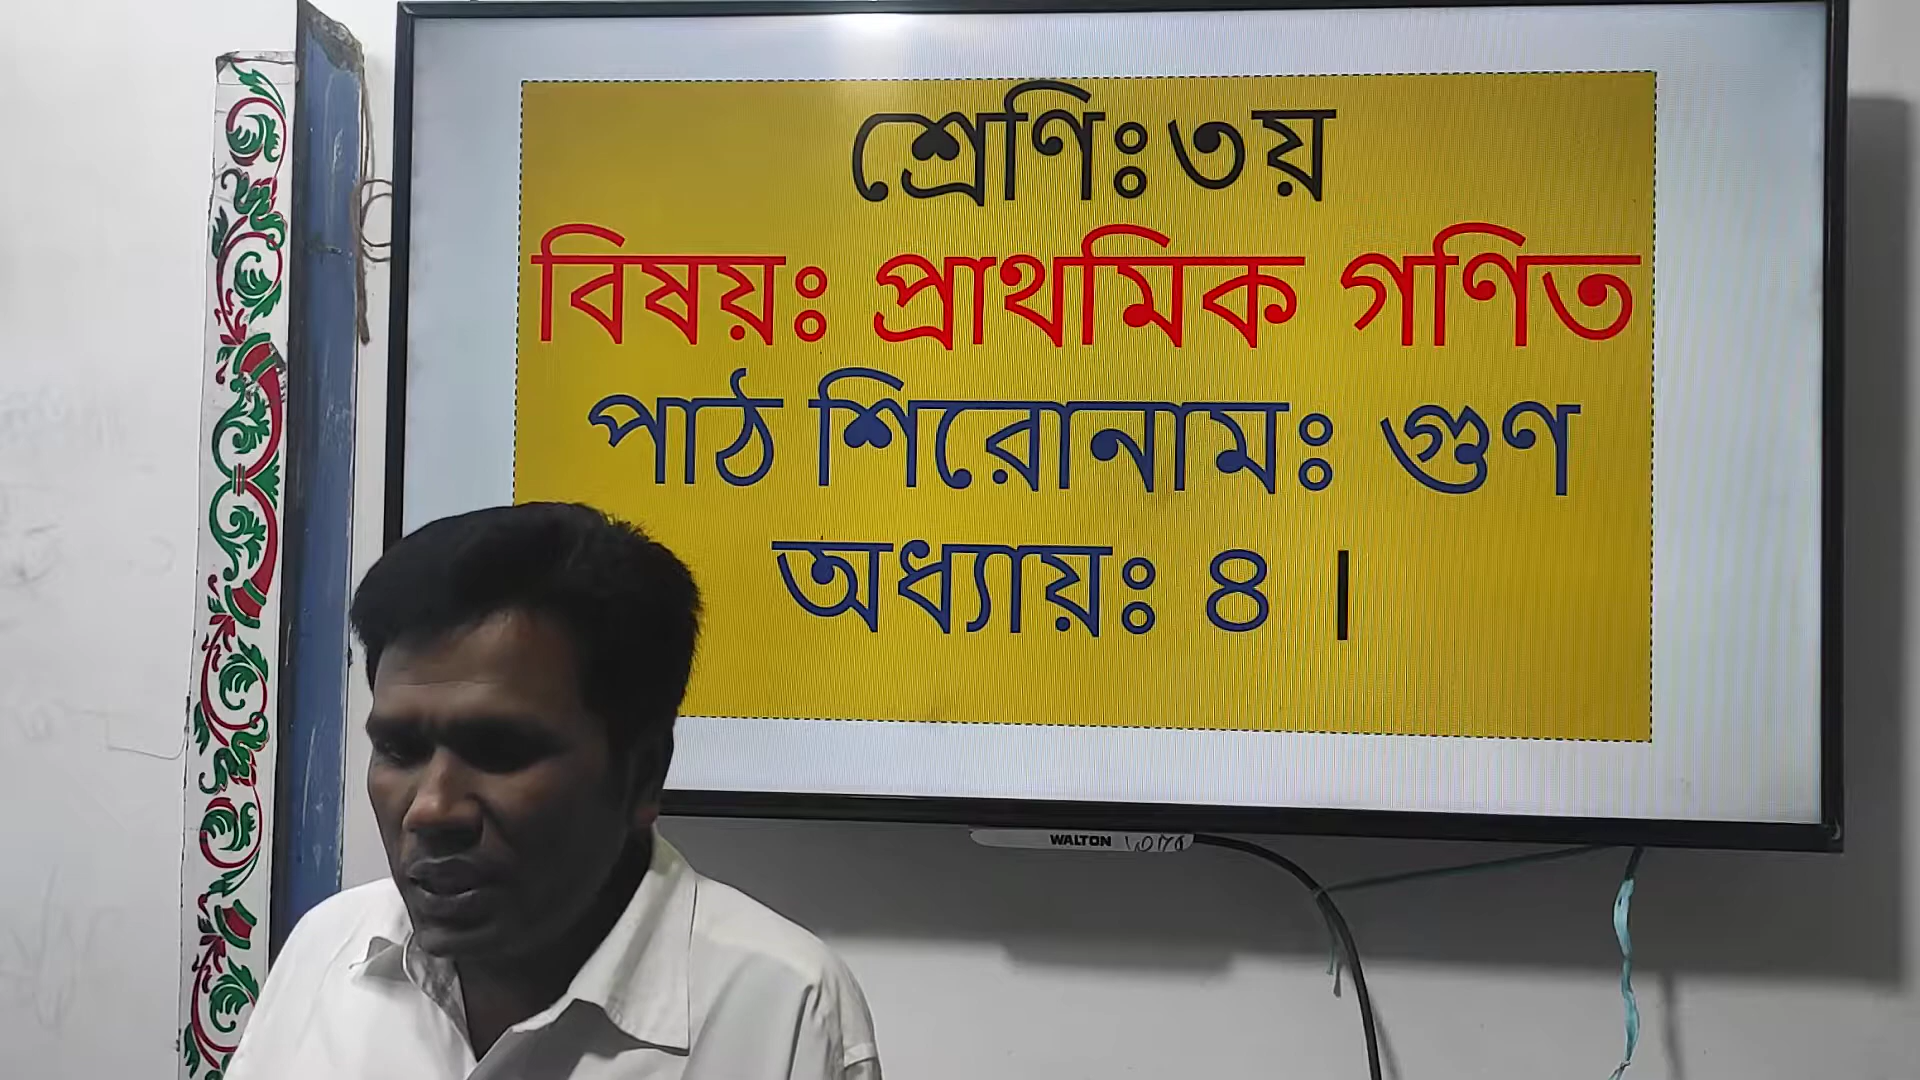 শ্রেণিঃ৩য়
বিষয়ঃ প্রাথমিক গণিত
পাঠ শিরোনামঃ গুণ
অধ্যায়ঃ ৪ ।
WALTON